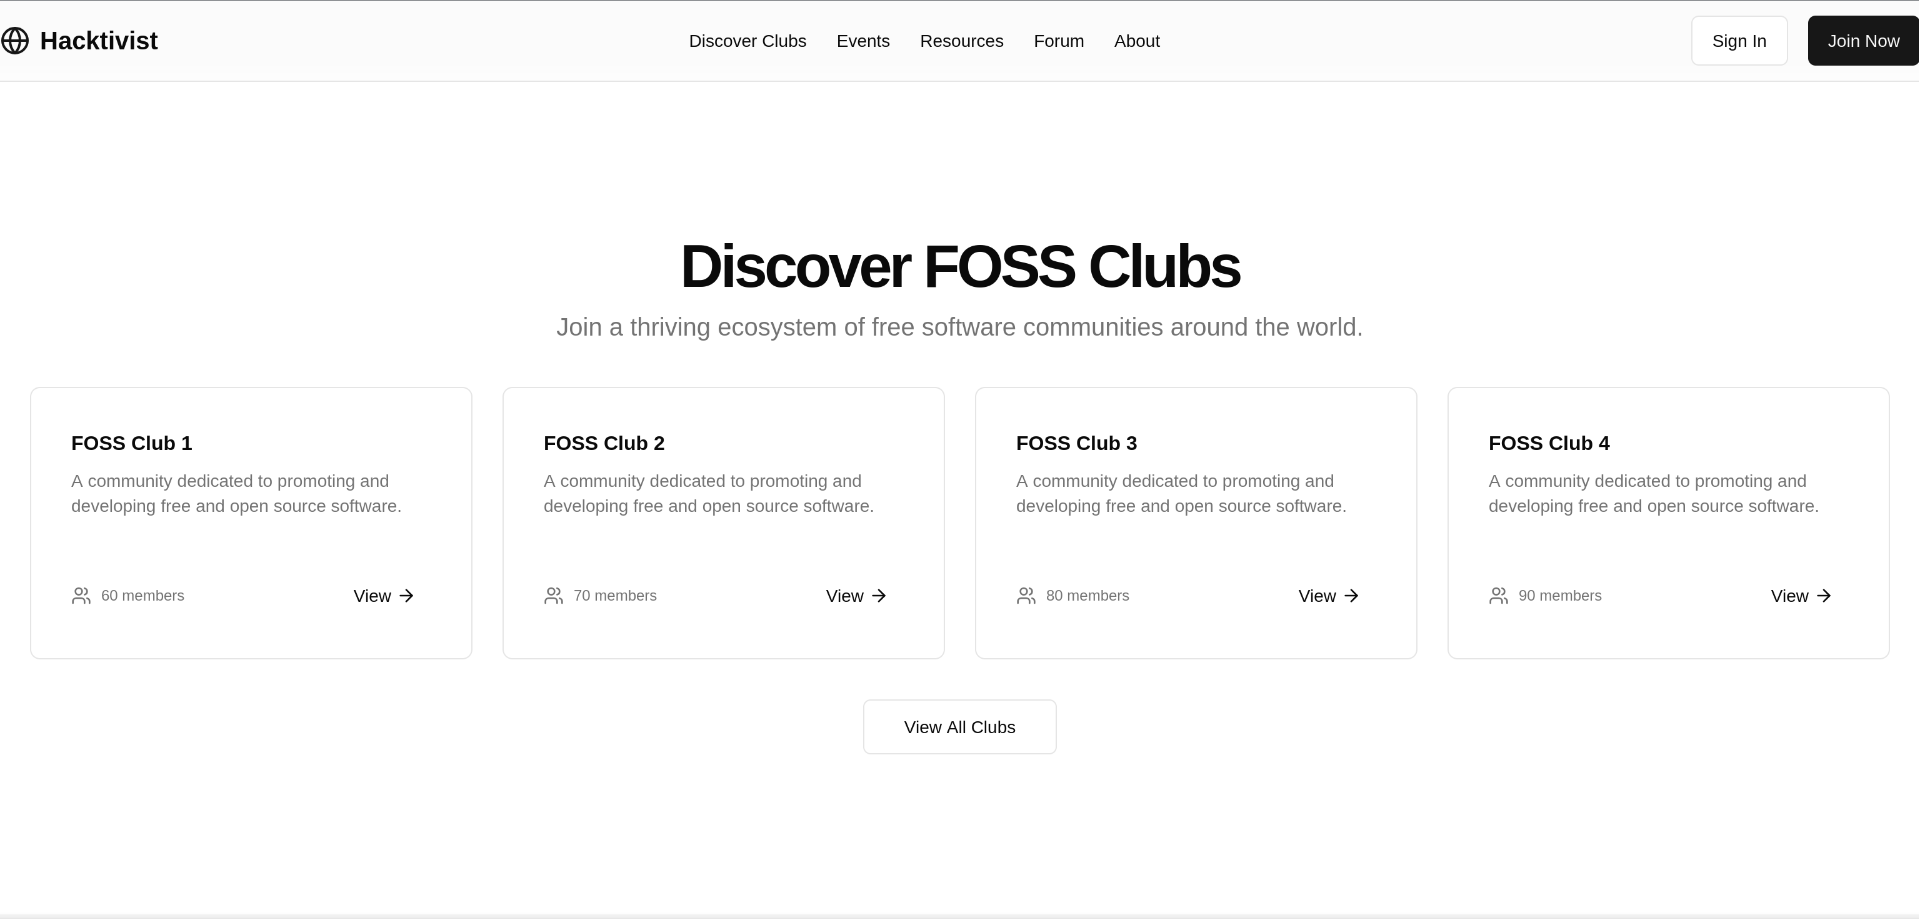 Hacktivist
Discover Clubs
Events
Resources
Forum
About
Sign In
Join Now
Discover FOSS Clubs
Join a thriving ecosystem of free software communities around the world.
FOSS Club 1
A community dedicated to promoting and
developing free and open source software.
60 members
View
FOSS Club 2
A community dedicated to promoting and
developing free and open source software.
70 members
View
FOSS Club 3
A community dedicated to promoting and
developing free and open source software.
80 members
View
FOSS Club 4
A community dedicated to promoting and
developing free and open source software.
90 members
View
View All Clubs